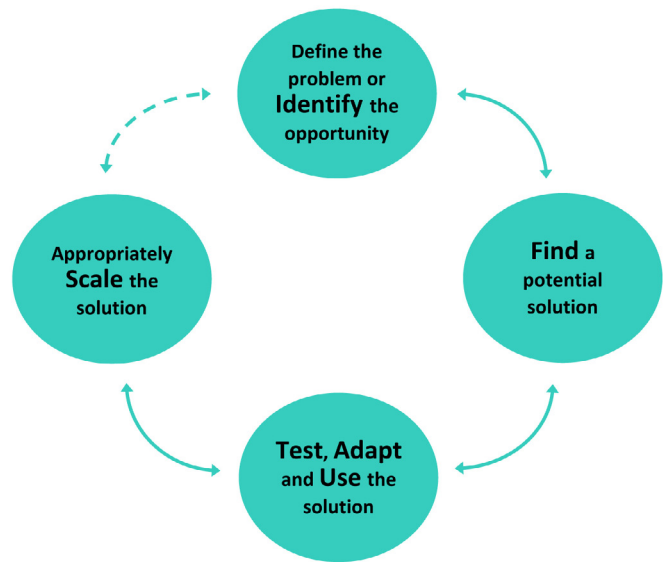 Define the
problem or
Identify the
opportunity
Find a
potential
solution
Test, Adapt
and Use the
solution
Appropriately
Scale the
solution